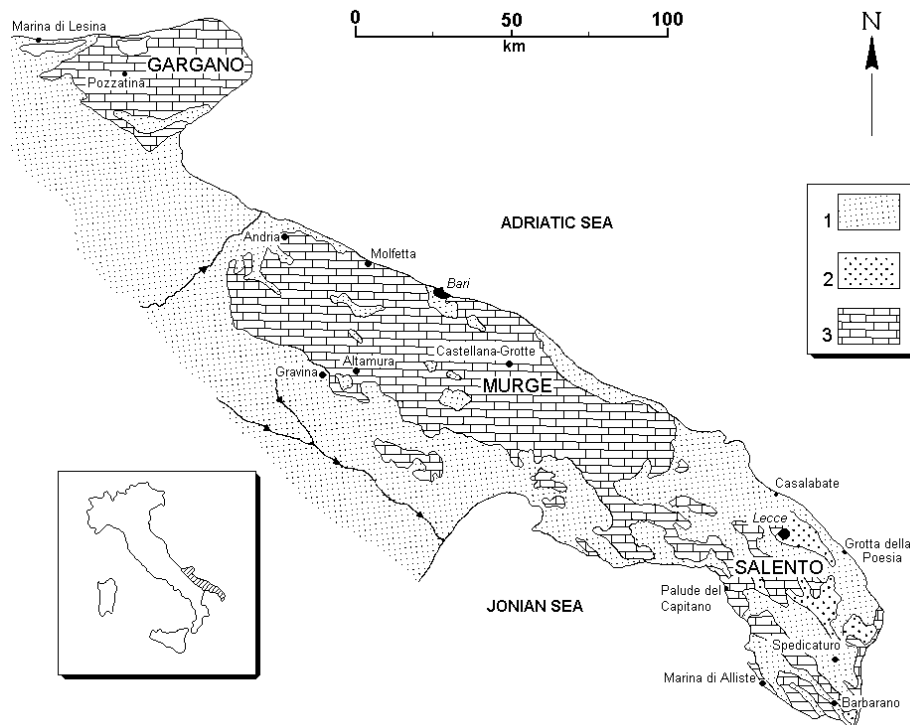 0 50 100
km
N
Marina di Lesina
GARGANO
Pozzatina
ADRIATIC SEA
1
2
3
Andria
Molfetta
Bari
Castellana-Grotte
Altamura
Gravina
MURGE
Casalabate
Lecce
Grotta della
Poesia
SALENTO
Palude del
Capitano
JONIAN SEA
Spedicaturo
Marina di Alliste
Barbarano